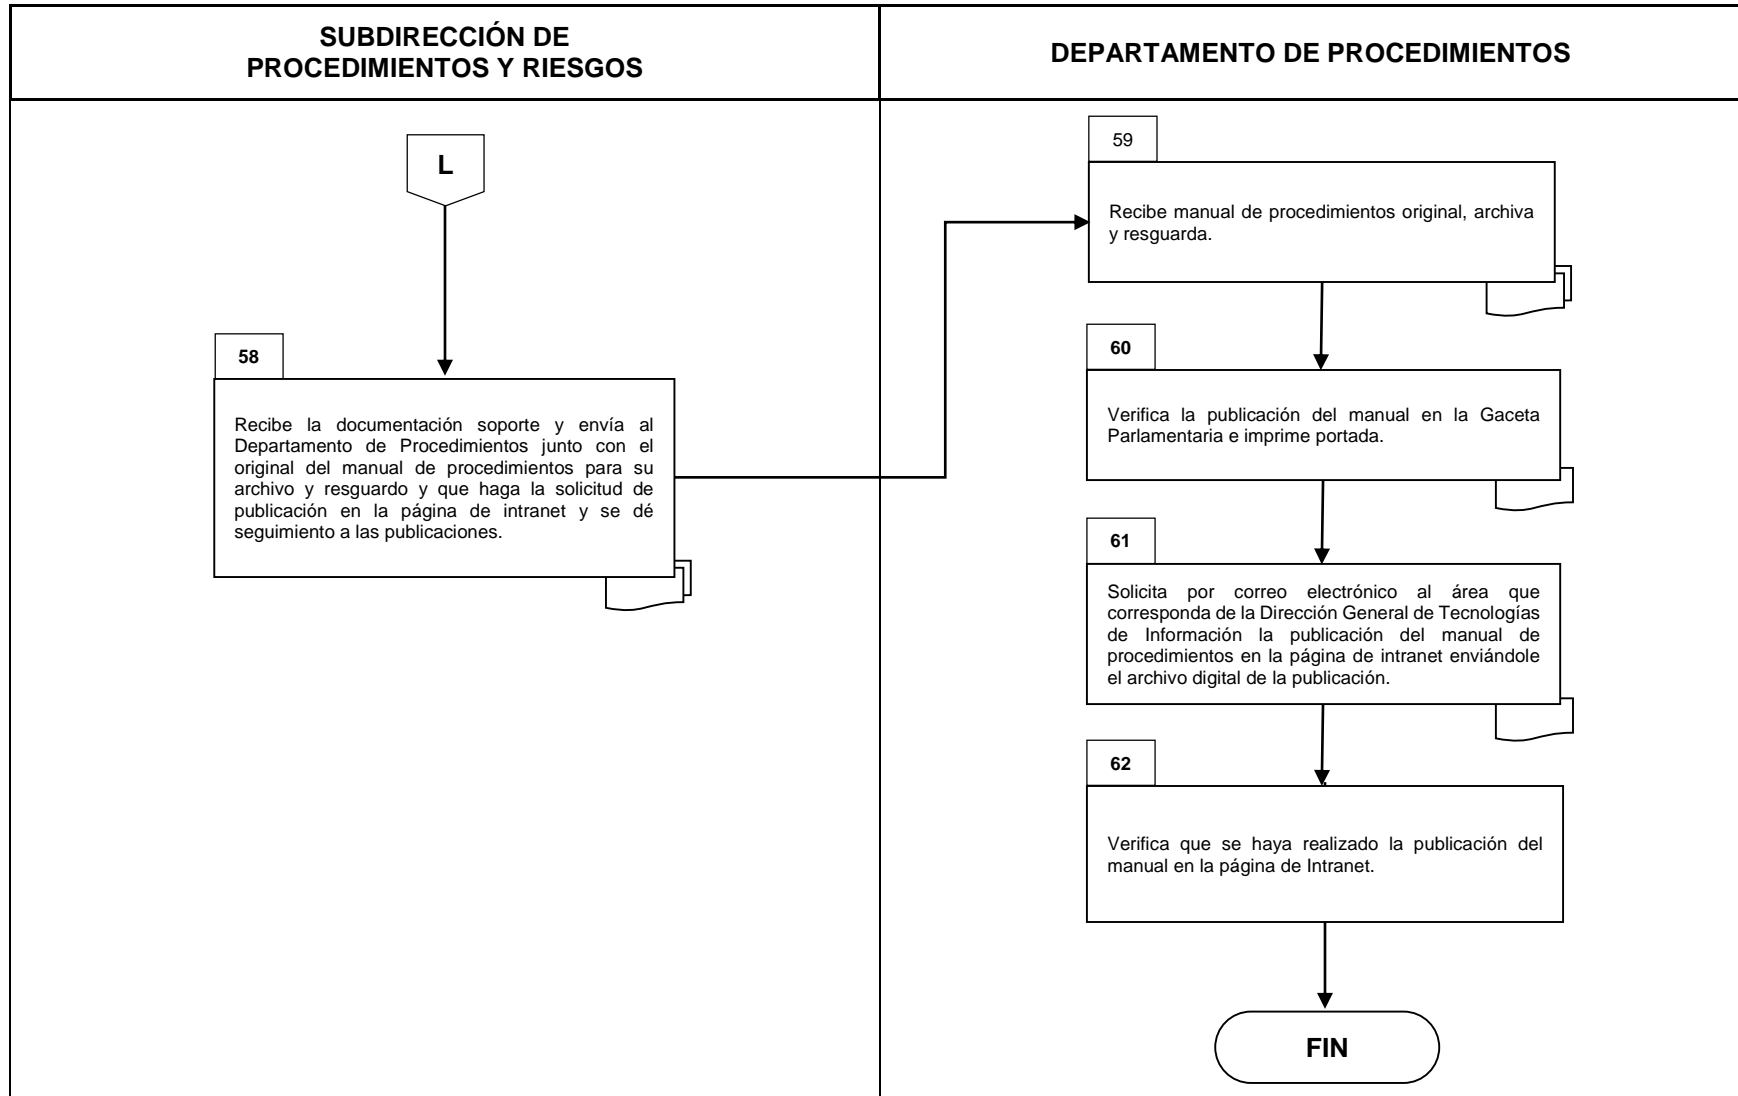 SUBDIRECCIÓN DE
PROCEDIMIENTOS Y RIESGOS
DEPARTAMENTO DE PROCEDIMIENTOS
L
58
Recibe la documentación soporte y envía al
Departamento de Procedimientos junto con el
original del manual de procedimientos para su
archivo y resguardo y que haga la solicitud de
publicación en la página de intranet y se dé
seguimiento a las publicaciones.
59
Recibe manual de procedimientos original, archiva
y resguarda.
60
Verifica la publicación del manual en la Gaceta
Parlamentaria e imprime portada.
61
Solicita por correo electrónico al área que
corresponda de la Dirección General de Tecnologías
de Información la publicación del manual de
procedimientos en la página de intranet enviándole
el archivo digital de la publicación.
62
Verifica que se haya realizado la publicación del
manual en la página de Intranet.
FIN